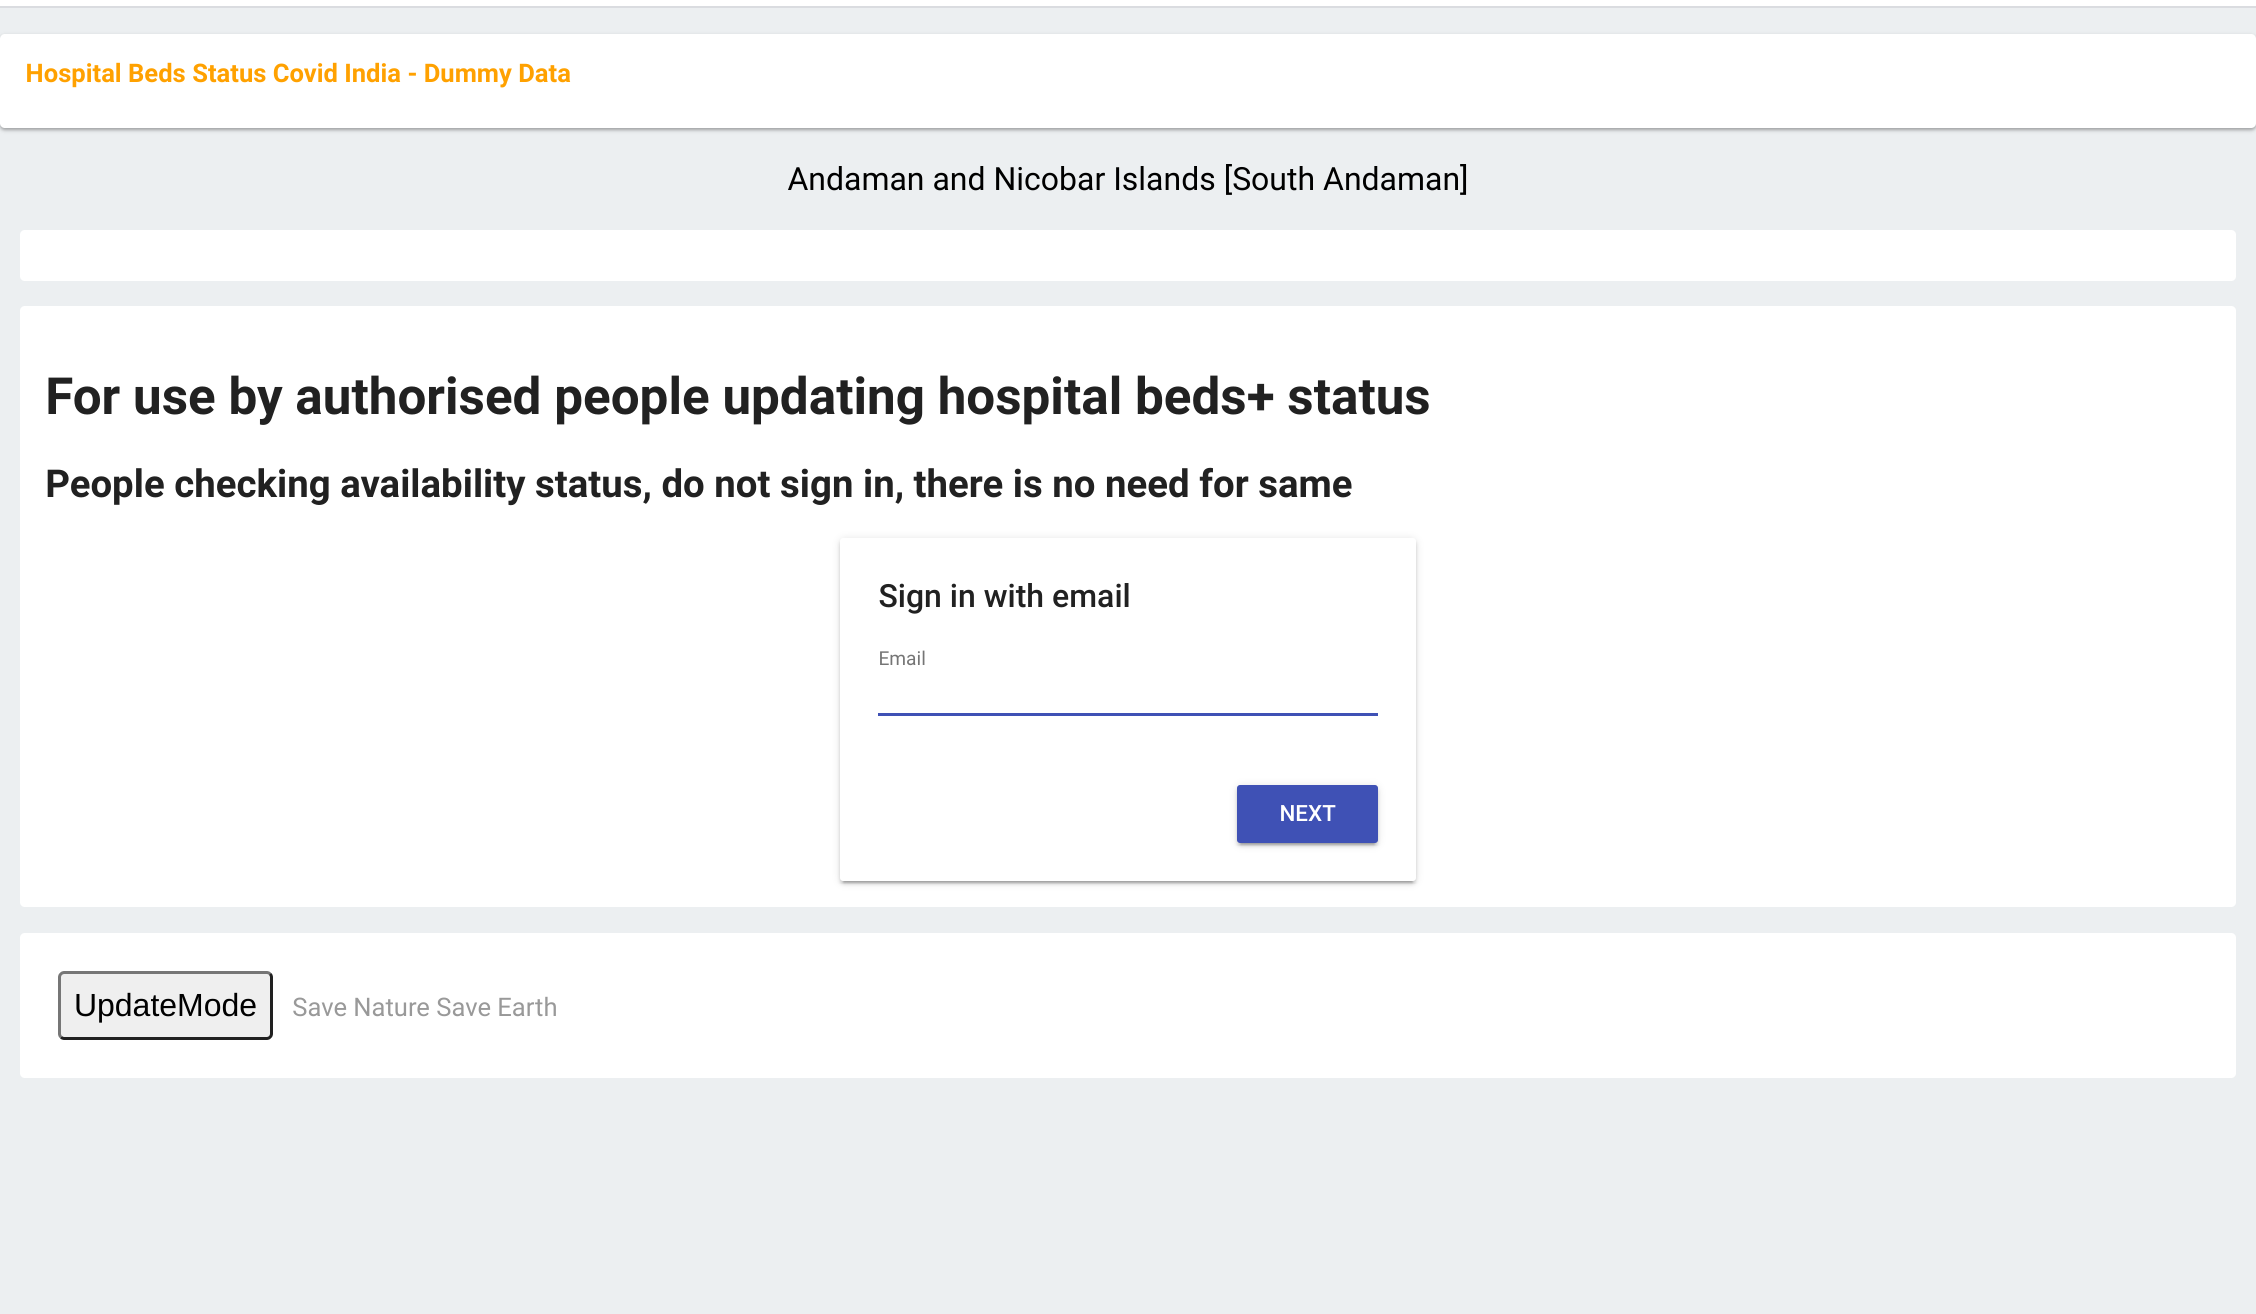 Hospital Beds Status Covid India - Dummy Data
Andaman and Nicobar Islands [South Andaman]
For use by authorised people updating hospital beds+ status
People checking availability status, do not sign in, there is no need for same
Sign in with email
Email
NEXT
UpdateMode Save Nature Save Earth